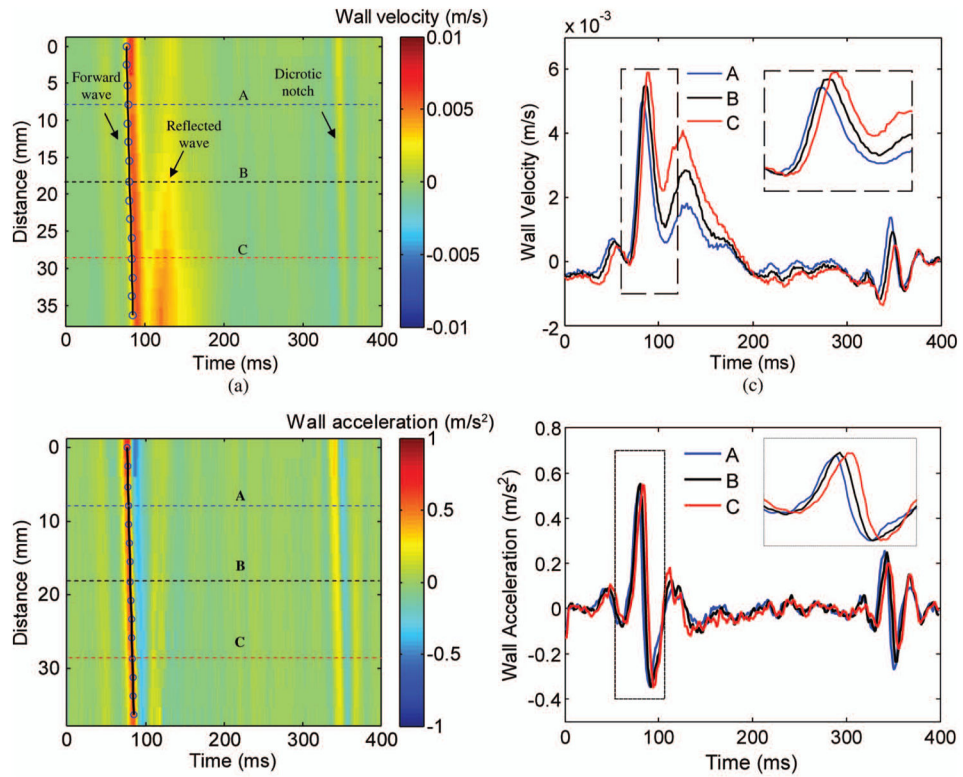 Wall velocity (m/s)
0
5
10
15
20
25
30
35
Distance (mm)
Forward
wave
Reflected
wave
Dicrotic
notch
A
B
C
0.01
0.005
0
-0.005
-0.01
0 100 200 300 400
Time (ms)
(a)
x 10-3
6
4
2
0
-2
Wall Velocity (m/s)
A
B
C
0 100 200 300 400
Time (ms)
(c)
Wall acceleration (m/s2)
0
10
20
30
Distance (mm)
A
B
C
1
0.5
0
-0.5
-1
0 100 200 300 400
Time (ms)
0.8
0.6
0.4
0.2
0
-0.2
-0.4
Wall Acceleration (m/s2)
A
B
C
0 100 200 300 400
Time (ms)